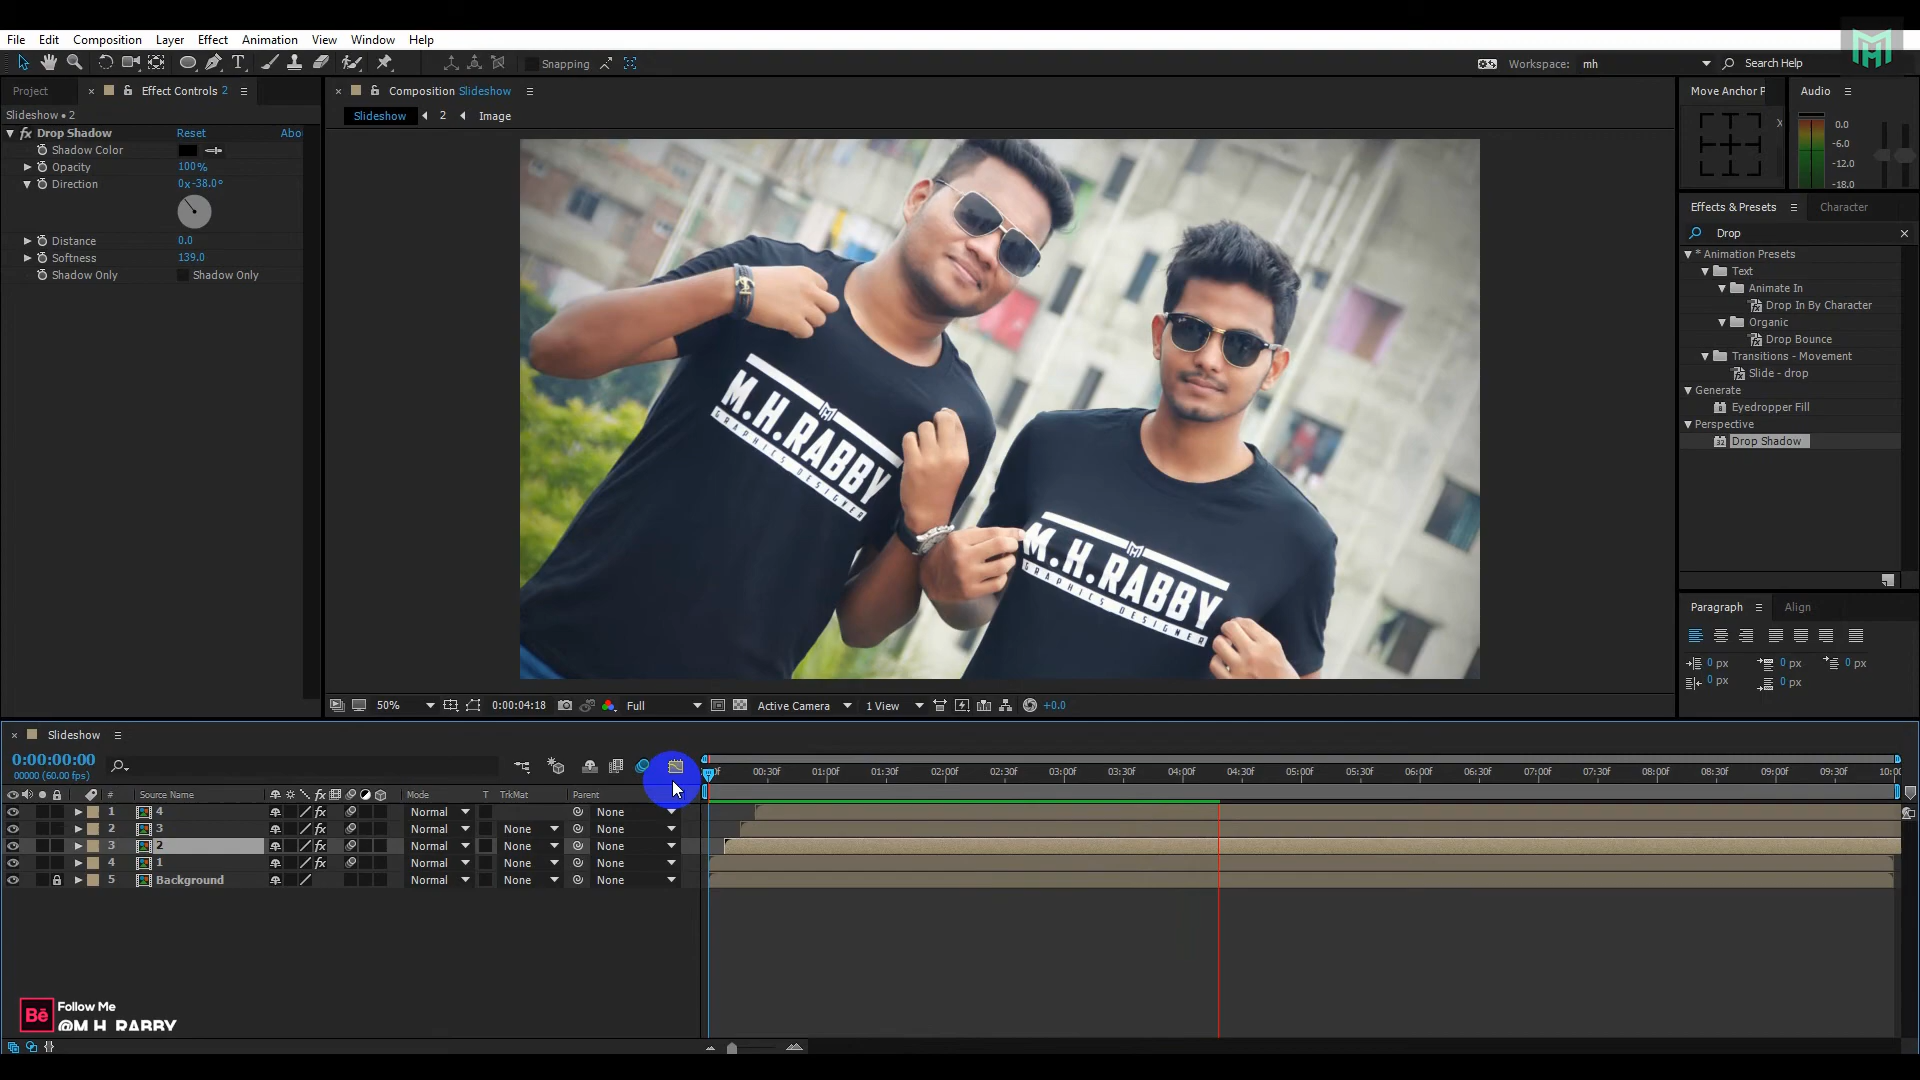 File Edit Composition Layer Effect Animation View Window Help
Snapping
Workspace: mh
Search Help
Project
Effect Controls 2
Slideshow • 2
fx Drop Shadow Reset Abo
Shadow Color
Opacity 100%
Direction 0x-38.0°
Distance 0.0
Softness 139.0
Shadow Only Shadow Only
Composition Slideshow
Slideshow 2 Image
M.H.RABBY
GRAPHICS DESIGNER
M.H.RABBY
GRAPHICS DESIGNER
50% 0:00:04:18 Full Active Camera 1 View +0.0
Move Anchor P
X
Audio
0.0
-6.0
-12.0
-18.0
Effects & Presets Character
Drop
* Animation Presets
Text
Animate In
Drop In By Character
Organic
Drop Bounce
Transitions - Movement
Slide - drop
Generate
Eyedropper Fill
Perspective
Drop Shadow
Paragraph Align
0 px 0 px 0 px
0 px 0 px
Slideshow
0:00:00:00
00000 (60.00 fps)
00:30f 01:00f 01:30f 02:00f 02:30f 03:00f 03:30f 04:00f 04:30f 05:00f 05:30f 06:00f 06:30f 07:00f 07:30f 08:00f 08:30f 09:00f 09:30f 10:00
# Source Name fx Mode T TrkMat Parent
1 4 Normal None
2 3 Normal None None
3 2 fx Normal None None
4 1 fx Normal None None
5 Background Normal None None
Bē
Follow Me
@M.H. RABBY